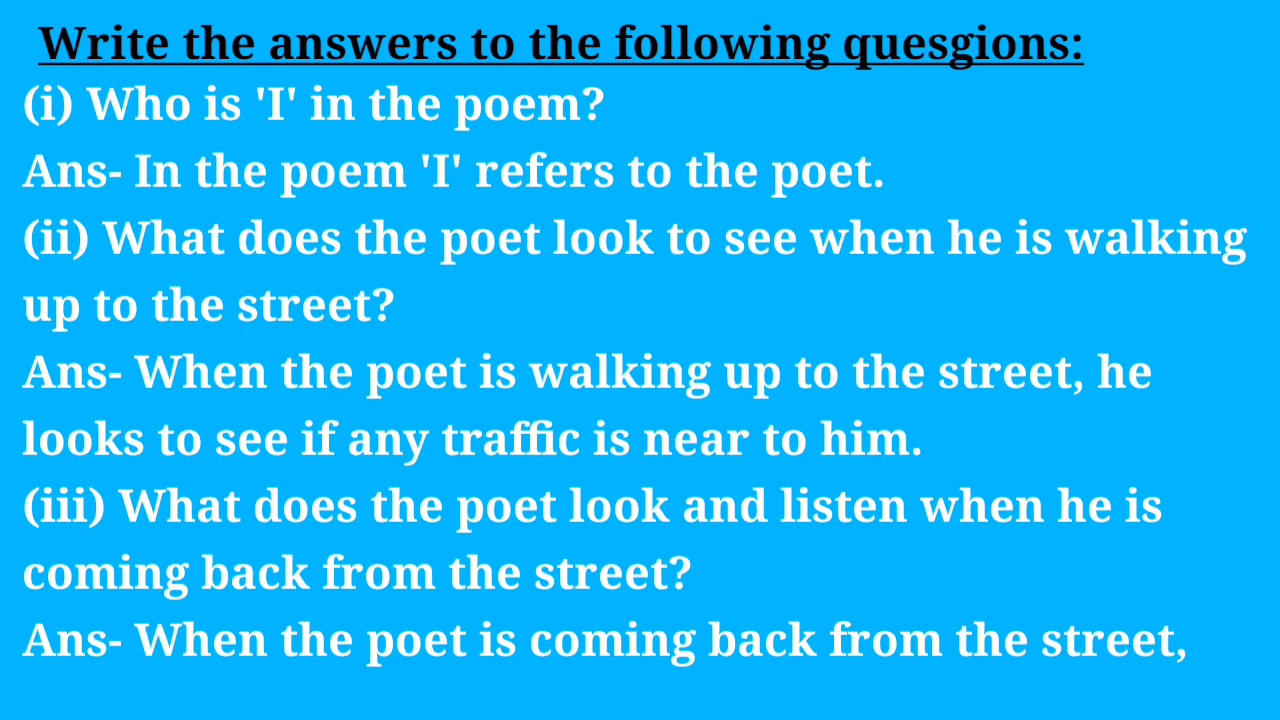 Write the answers to the following quesgions:
(i) Who is 'I' in the poem?
Ans- In the poem 'I' refers to the poet.
(ii) What does the poet look to see when he is walking
up to the street?
Ans- When the poet is walking up to the street, he
looks to see if any traffic is near to him.
(iii) What does the poet look and listen when he is
coming back from the street?
Ans- When the poet is coming back from the street,